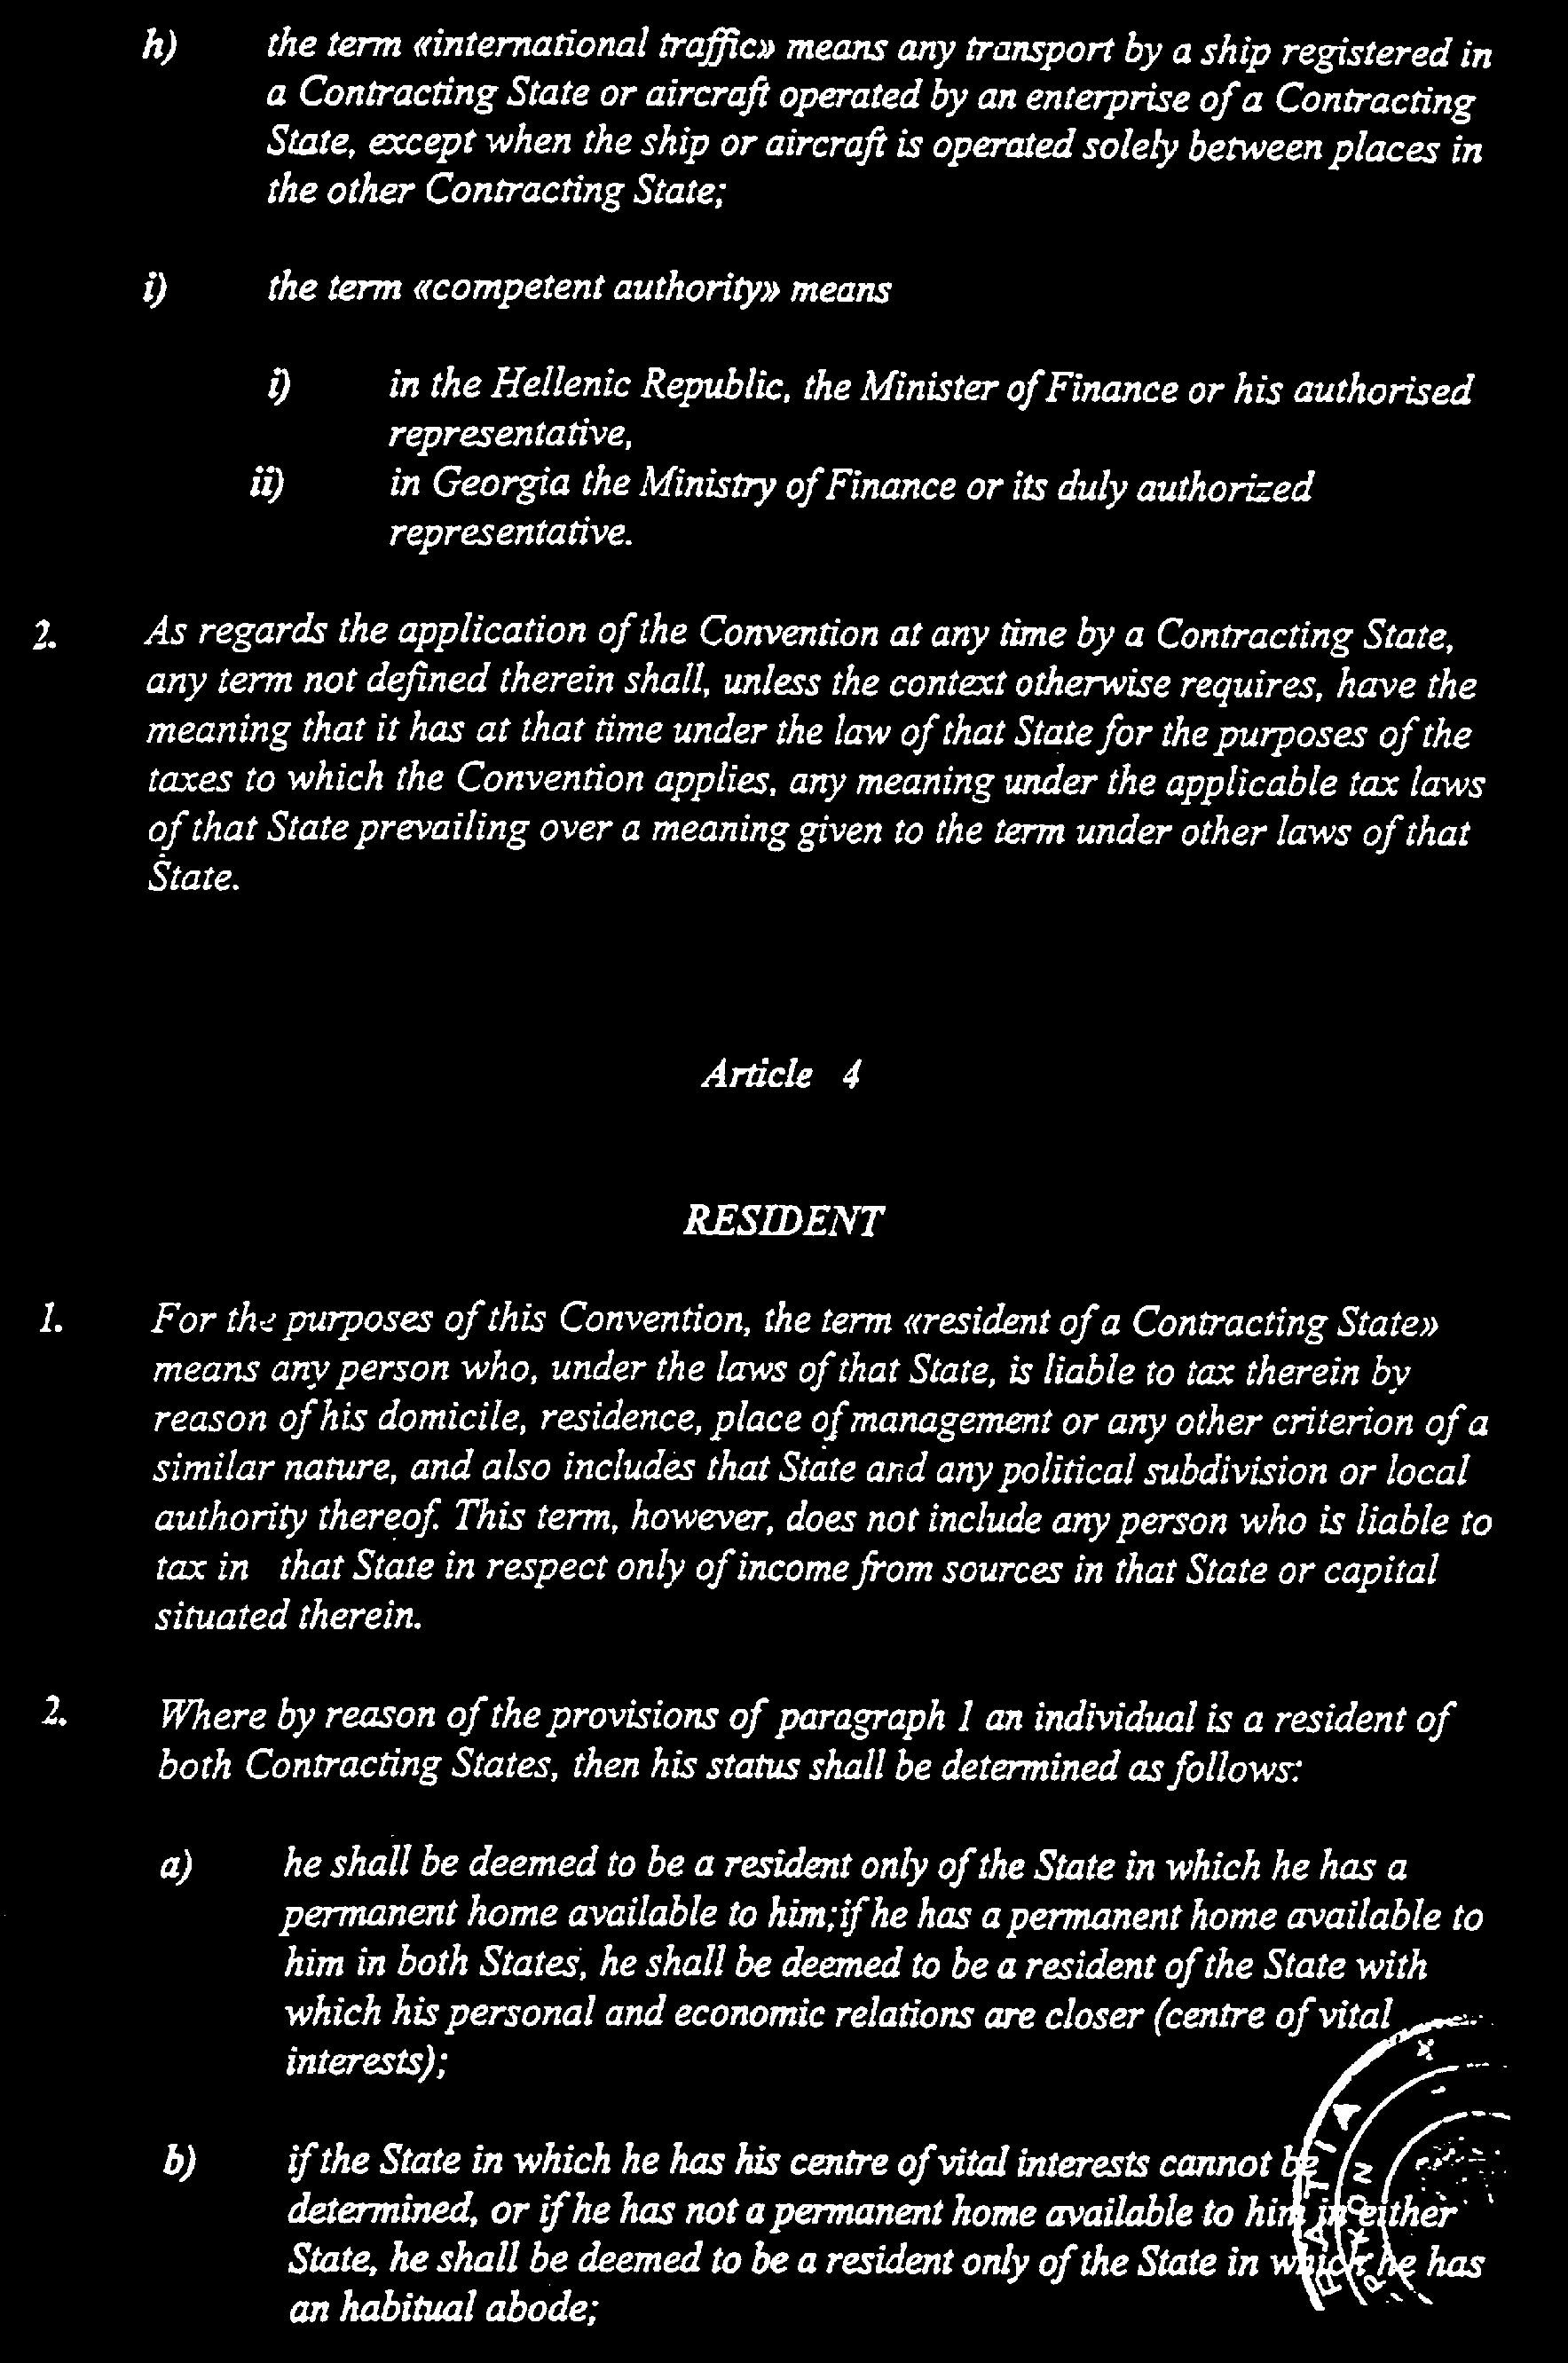 h) the term «international traffic» means any transport by a ship registered in
a Contracting State or aircraft operated by an enterprise of a Contracting
State, except when the ship or aircraft is operated solely between places in
the other Contracting State;
i) the term «competent authority» means
i) in the Hellenic Republic, the Minister of Finance or his authorised
representative,
ii) in Georgia the Ministry of Finance or its duly authorized
representative.
2. As regards the application of the Convention at any time by a Contracting State,
any term not defined therein shall, unless the context otherwise requires, have the
meaning that it has at that time under the law of that State for the purposes of the
taxes to which the Convention applies, any meaning under the applicable tax laws
of that State prevailing over a meaning given to the term under other laws of that
State.
Article 4
RESIDENT
1. For the purposes of this Convention, the term «resident of a Contracting State»
means any person who, under the laws of that State, is liable to tax therein by
reason of his domicile, residence, place of management or any other criterion of a
similar nature, and also includes that State and any political subdivision or local
authority thereof. This term, however, does not include any person who is liable to
tax in that State in respect only of income from sources in that State or capital
situated therein.
2. Where by reason of the provisions of paragraph 1 an individual is a resident of
both Contracting States, then his status shall be determined as follows:
a) he shall be deemed to be a resident only of the State in which he has a
permanent home available to him; if he has a permanent home available to
him in both States, he shall be deemed to be a resident of the State with
which his personal and economic relations are closer (centre of vital
interests);
b) if the State in which he has his centre of vital interests cannot be
determined, or if he has not a permanent home available to him in either
State, he shall be deemed to be a resident only of the State in which he has
an habitual abode;